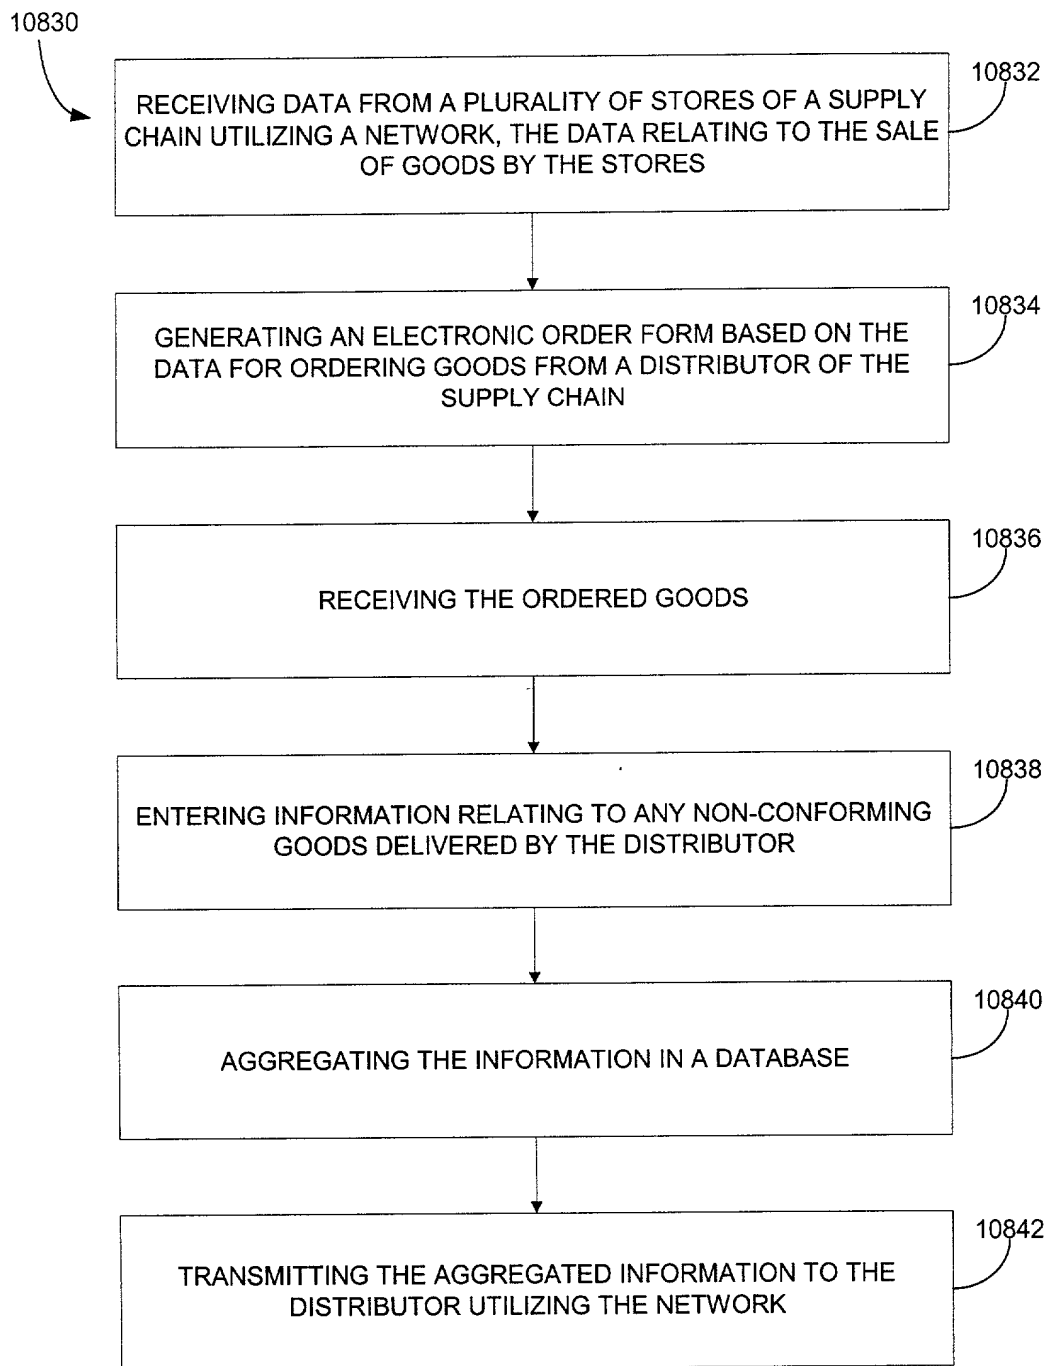 10830
10832
RECEIVING DATA FROM A PLURALITY OF STORES OF A SUPPLY
CHAIN UTILIZING A NETWORK, THE DATA RELATING TO THE SALE
OF GOODS BY THE STORES
10834
GENERATING AN ELECTRONIC ORDER FORM BASED ON THE
DATA FOR ORDERING GOODS FROM A DISTRIBUTOR OF THE
SUPPLY CHAIN
10836
RECEIVING THE ORDERED GOODS
10838
ENTERING INFORMATION RELATING TO ANY NON-CONFORMING
GOODS DELIVERED BY THE DISTRIBUTOR
10840
AGGREGATING THE INFORMATION IN A DATABASE
10842
TRANSMITTING THE AGGREGATED INFORMATION TO THE
DISTRIBUTOR UTILIZING THE NETWORK